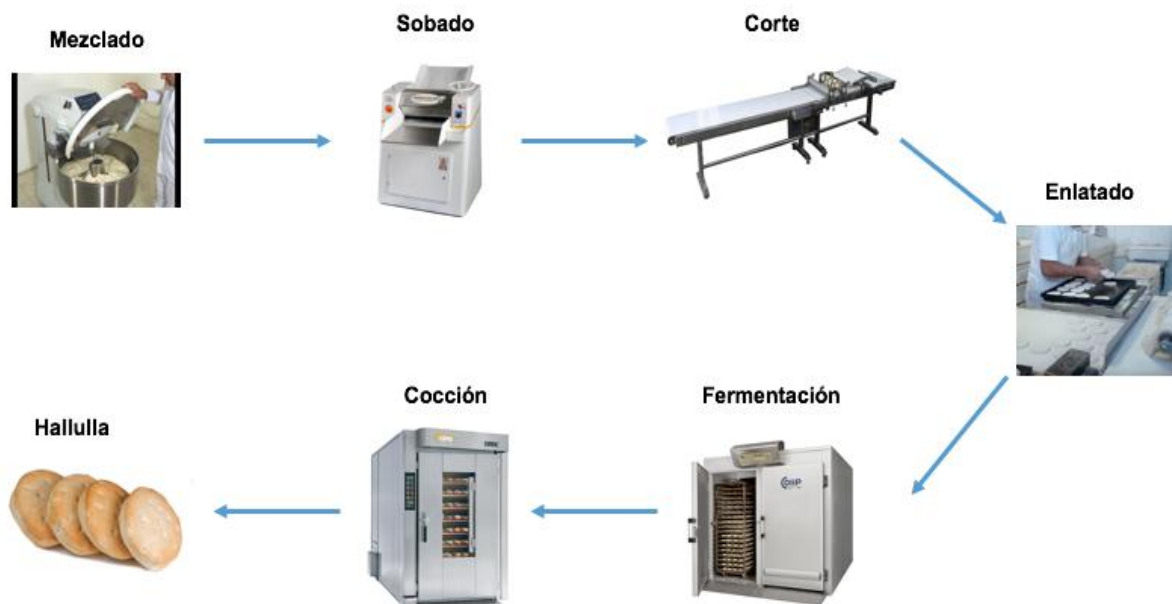 Mezclado
Sobado
Corte
Enlatado
Fermentación
Cocción
Hallulla